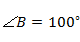 ∠B = 100°